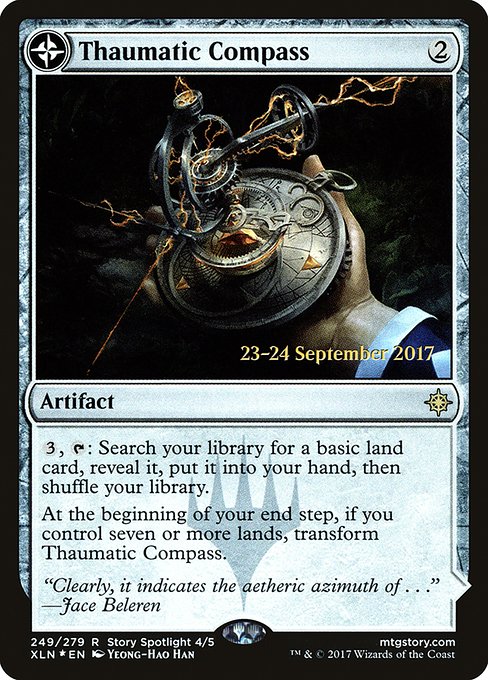 Thaumatic Compass 2
23–24 September 2017
Artifact
3, T: Search your library for a basic land
card, reveal it, put it into your hand, then
shuffle your library.
At the beginning of your end step, if you
control seven or more lands, transform
Thaumatic Compass.
“Clearly, it indicates the aetheric azimuth of . . .”
—Jace Beleren
249/279 R Story Spotlight 4/5 mtgstory.com
XLN ★ EN Yeong-Hao Han ™ & © 2017 Wizards of the Coast